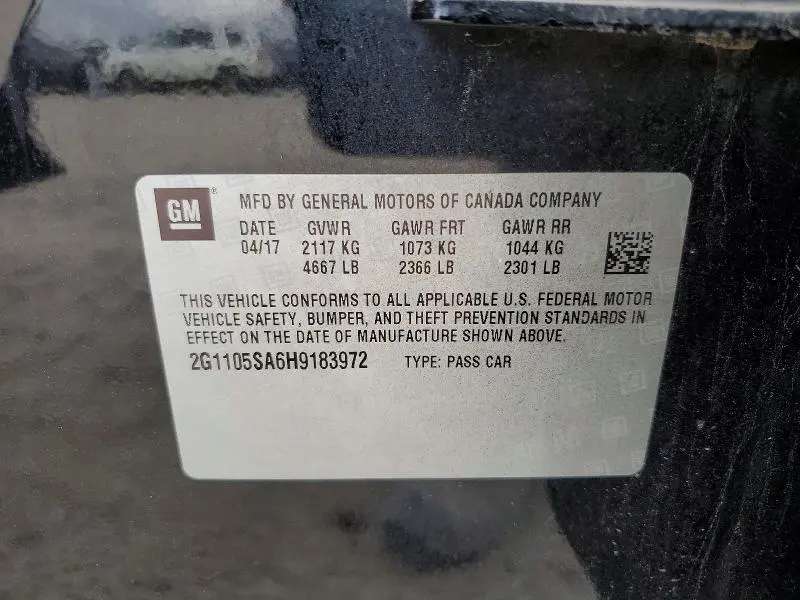 GM® MFD BY GENERAL MOTORS OF CANADA COMPANY
DATE GVWR GAWR FRT GAWR RR
04/17 2117 KG 1073 KG 1044 KG
4667 LB 2366 LB 2301 LB
THIS VEHICLE CONFORMS TO ALL APPLICABLE U.S. FEDERAL MOTOR
VEHICLE SAFETY, BUMPER, AND THEFT PREVENTION STANDARDS IN
EFFECT ON THE DATE OF MANUFACTURE SHOWN ABOVE.
2G1105SA6H9183972 TYPE: PASS CAR